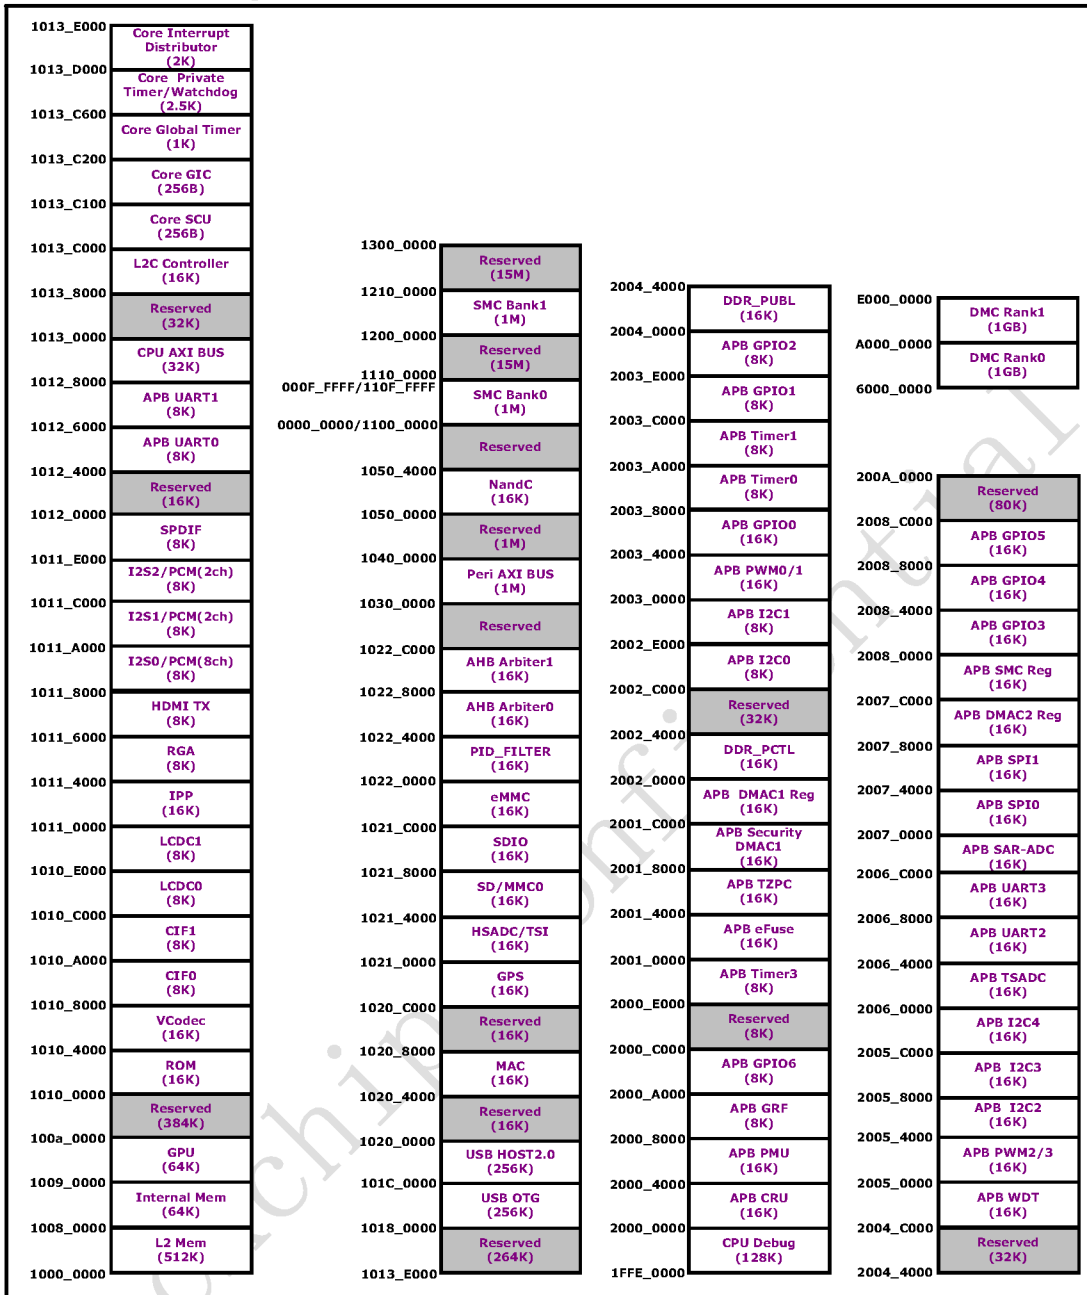 1013_E000
Core Interrupt
Distributor
(2K)
1013_D000
Core Private
Timer/Watchdog
(2.5K)
1013_C600
Core Global Timer
(1K)
1013_C200
Core GIC
(256B)
1013_C100
Core SCU
(256B)
1013_C000
L2C Controller
(16K)
1013_8000
Reserved
(32K)
1013_0000
CPU AXI BUS
(32K)
1012_8000
APB UART1
(8K)
1012_6000
APB UART0
(8K)
1012_4000
Reserved
(16K)
1012_0000
SPDIF
(8K)
1011_E000
I2S2/PCM(2ch)
(8K)
1011_C000
I2S1/PCM(2ch)
(8K)
1011_A000
I2S0/PCM(8ch)
(8K)
1011_8000
HDMI TX
(8K)
1011_6000
RGA
(8K)
1011_4000
IPP
(16K)
1011_0000
LCDC1
(8K)
1010_E000
LCDC0
(8K)
1010_C000
CIF1
(8K)
1010_A000
CIF0
(8K)
1010_8000
VCodec
(16K)
1010_4000
ROM
(16K)
1010_0000
Reserved
(384K)
100a_0000
GPU
(64K)
1009_0000
Internal Mem
(64K)
1008_0000
L2 Mem
(512K)
1000_0000
1300_0000
Reserved
(15M)
1210_0000
SMC Bank1
(1M)
1200_0000
Reserved
(15M)
1110_0000
000F_FFFF/110F_FFFF
SMC Bank0
(1M)
0000_0000/1100_0000
Reserved
1050_4000
NandC
(16K)
1050_0000
Reserved
(1M)
1040_0000
Peri AXI BUS
(1M)
1030_0000
Reserved
1022_C000
AHB Arbiter1
(16K)
1022_8000
AHB Arbiter0
(16K)
1022_4000
PID_FILTER
(16K)
1022_0000
eMMC
(16K)
1021_C000
SDIO
(16K)
1021_8000
SD/MMC0
(16K)
1021_4000
HSADC/TSI
(16K)
1021_0000
GPS
(16K)
1020_C000
Reserved
(16K)
1020_8000
MAC
(16K)
1020_4000
Reserved
(16K)
1020_0000
USB HOST2.0
(256K)
101C_0000
USB OTG
(256K)
1018_0000
Reserved
(264K)
1013_E000
2004_4000
DDR_PUBL
(16K)
2004_0000
APB GPIO2
(8K)
2003_E000
APB GPIO1
(8K)
2003_C000
APB Timer1
(8K)
2003_A000
APB Timer0
(8K)
2003_8000
APB GPIO0
(16K)
2003_4000
APB PWM0/1
(16K)
2003_0000
APB I2C1
(8K)
2002_E000
APB I2C0
(8K)
2002_C000
Reserved
(32K)
2002_4000
DDR_PCTL
(16K)
2002_0000
APB DMAC1 Reg
(16K)
2001_C000
APB Security
DMAC1
(16K)
2001_8000
APB TZPC
(16K)
2001_4000
APB eFuse
(16K)
2001_0000
APB Timer3
(8K)
2000_E000
Reserved
(8K)
2000_C000
APB GPIO6
(8K)
2000_A000
APB GRF
(8K)
2000_8000
APB PMU
(16K)
2000_4000
APB CRU
(16K)
2000_0000
CPU Debug
(128K)
1FFE_0000
E000_0000
DMC Rank1
(1GB)
A000_0000
DMC Rank0
(1GB)
6000_0000
200A_0000
Reserved
(80K)
2008_C000
APB GPIO5
(16K)
2008_8000
APB GPIO4
(16K)
2008_4000
APB GPIO3
(16K)
2008_0000
APB SMC Reg
(16K)
2007_C000
APB DMAC2 Reg
(16K)
2007_8000
APB SPI1
(16K)
2007_4000
APB SPI0
(16K)
2007_0000
APB SAR-ADC
(16K)
2006_C000
APB UART3
(16K)
2006_8000
APB UART2
(16K)
2006_4000
APB TSADC
(16K)
2006_0000
APB I2C4
(16K)
2005_C000
APB I2C3
(16K)
2005_8000
APB I2C2
(16K)
2005_4000
APB PWM2/3
(16K)
2005_0000
APB WDT
(16K)
2004_C000
Reserved
(32K)
2004_4000